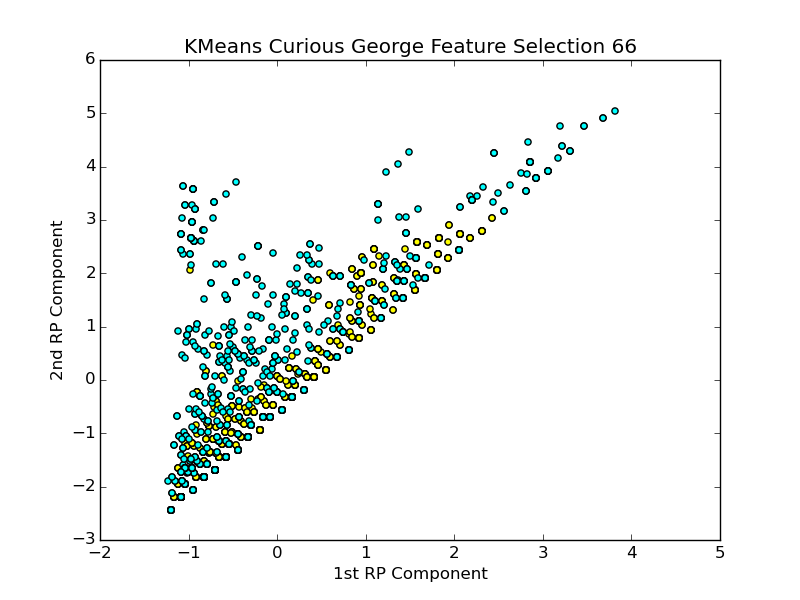 KMeans Curious George Feature Selection 66
6
5
4
3
2
1
0
−1
−2
−3
2nd RP Component
−2 −1 0 1 2 3 4 5
1st RP Component